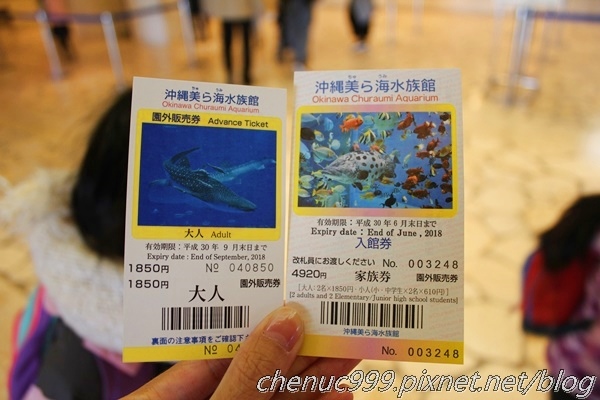 沖縄美ら海水族館
Okinawa Churaumi Aquarium
園外販売券 Advance Ticket
大人 Adult
有効期限:平成30年9月末日まで
Expiry date : End of September, 2018
1850円 No 040850
1850円 園外販売券
大人
裏面の注意事項をご確認下
No 04
沖縄美ら海水族館
Okinawa Churaumi Aquarium
有効期限:平成30年6月末日まで
Expiry date : End of June , 2018
入館券
改札員にお渡しください No. 003248
4920円 家族券 園外販売券
[大人:2名×1850円・小人(小・中学生)×2名×610円]
[2 adults and 2 Elementary/Junior high school students]
沖縄美ら海水族館
No. 003248
chenuc999.pixnet.net/blog